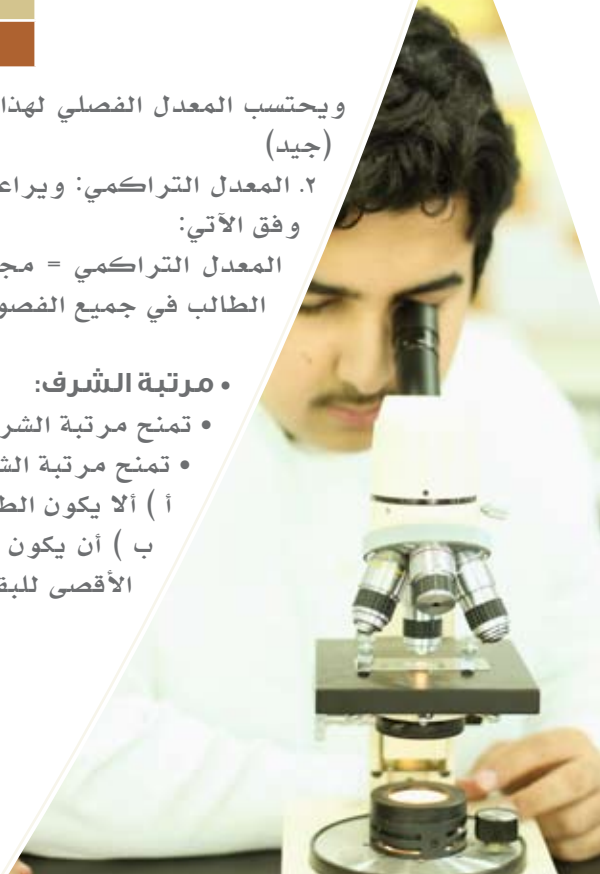 ويحتسب المعدل الفصلي لهذا
(جيد)
٢. المعدل التراكمي: ويراع
وفق الآتي:
المعدل التراكمي = مج
الطالب في جميع الفصو
• مرتبة الشرف:
• تمنح مرتبة الشر
• تمنح مرتبة الش
أ ) ألا يكون الط
ب ) أن يكون
الأقصى للبق